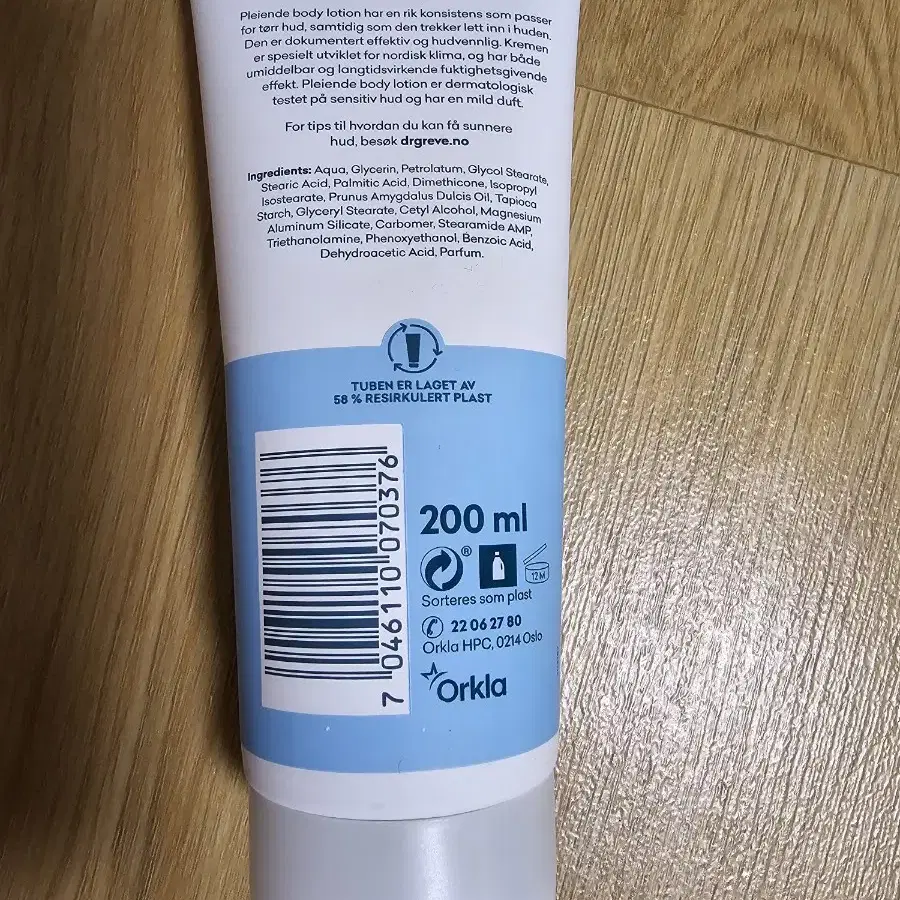 Pleiende body lotion har en rik konsistens som passer
for tørr hud, samtidig som den trekker lett inn i huden.
Den er dokumentert effektiv og hudvennlig. Kremen
er spesielt utviklet for nordisk klima, og har både
umiddelbar og langtidsvirkende fuktighetsgivende
effekt. Pleiende body lotion er dermatologisk
testet på sensitiv hud og har en mild duft.
For tips til hvordan du kan få sunnere
hud, besøk drgreve.no
Ingredients: Aqua, Glycerin, Petrolatum, Glycol Stearate,
Stearic Acid, Palmitic Acid, Dimethicone, Isopropyl
Isostearate, Prunus Amygdalus Dulcis Oil, Tapioca
Starch, Glyceryl Stearate, Cetyl Alcohol, Magnesium
Aluminum Silicate, Carbomer, Stearamide AMP,
Triethanolamine, Phenoxyethanol, Benzoic Acid,
Dehydroacetic Acid, Parfum.
TUBEN ER LAGET AV
58 % RESIRKULERT PLAST
7 046110 070376
200 ml
®
12 M
Sorteres som plast
22 06 27 80
Orkla HPC, 0214 Oslo
Orkla